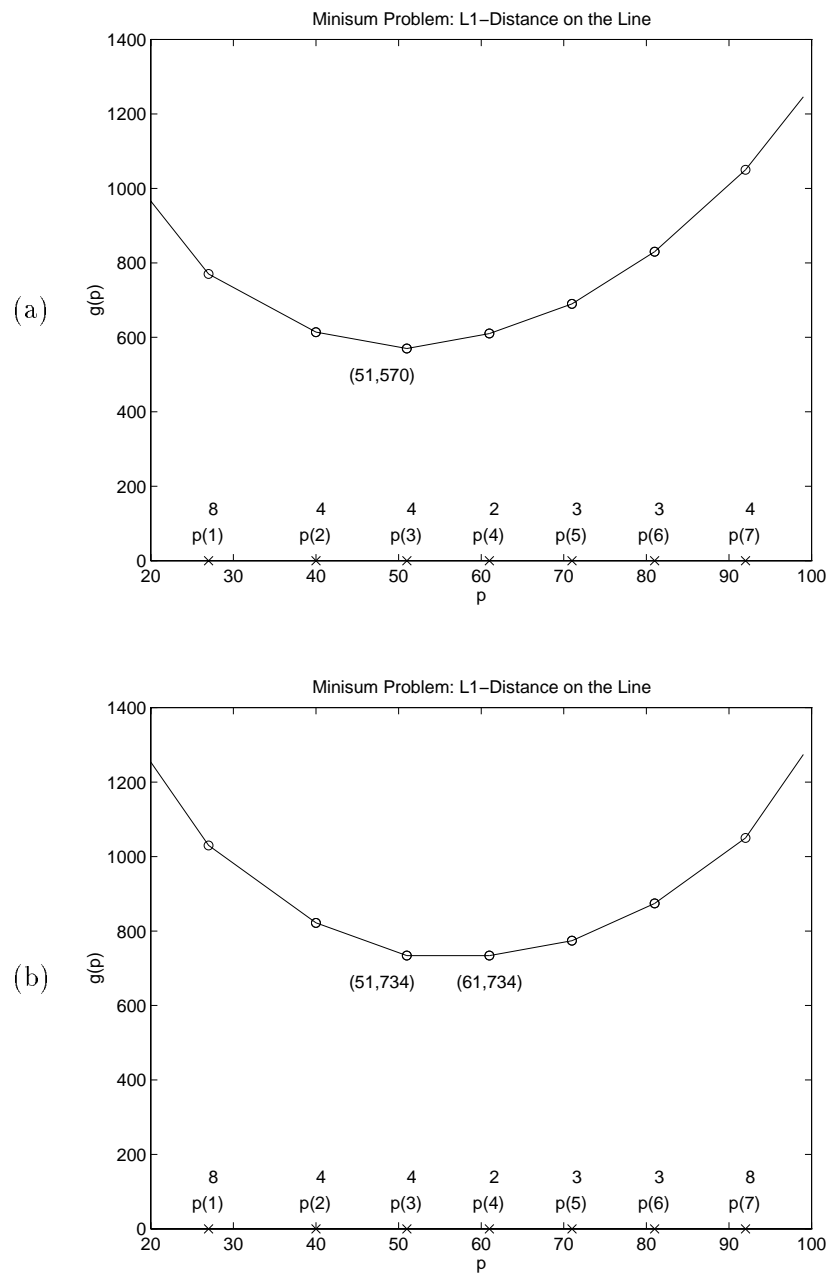 Minisum Problem: L1−Distance on the Line
1400
1200
1000
800
600
400
200
0
g(p)
(a)
(51,570)
8 4 4 2 3 3 4
p(1) p(2) p(3) p(4) p(5) p(6) p(7)
20 30 40 50 60 70 80 90 100
p
Minisum Problem: L1−Distance on the Line
1400
1200
1000
800
600
400
200
0
g(p)
(b)
(51,734) (61,734)
8 4 4 2 3 3 8
p(1) p(2) p(3) p(4) p(5) p(6) p(7)
20 30 40 50 60 70 80 90 100
p